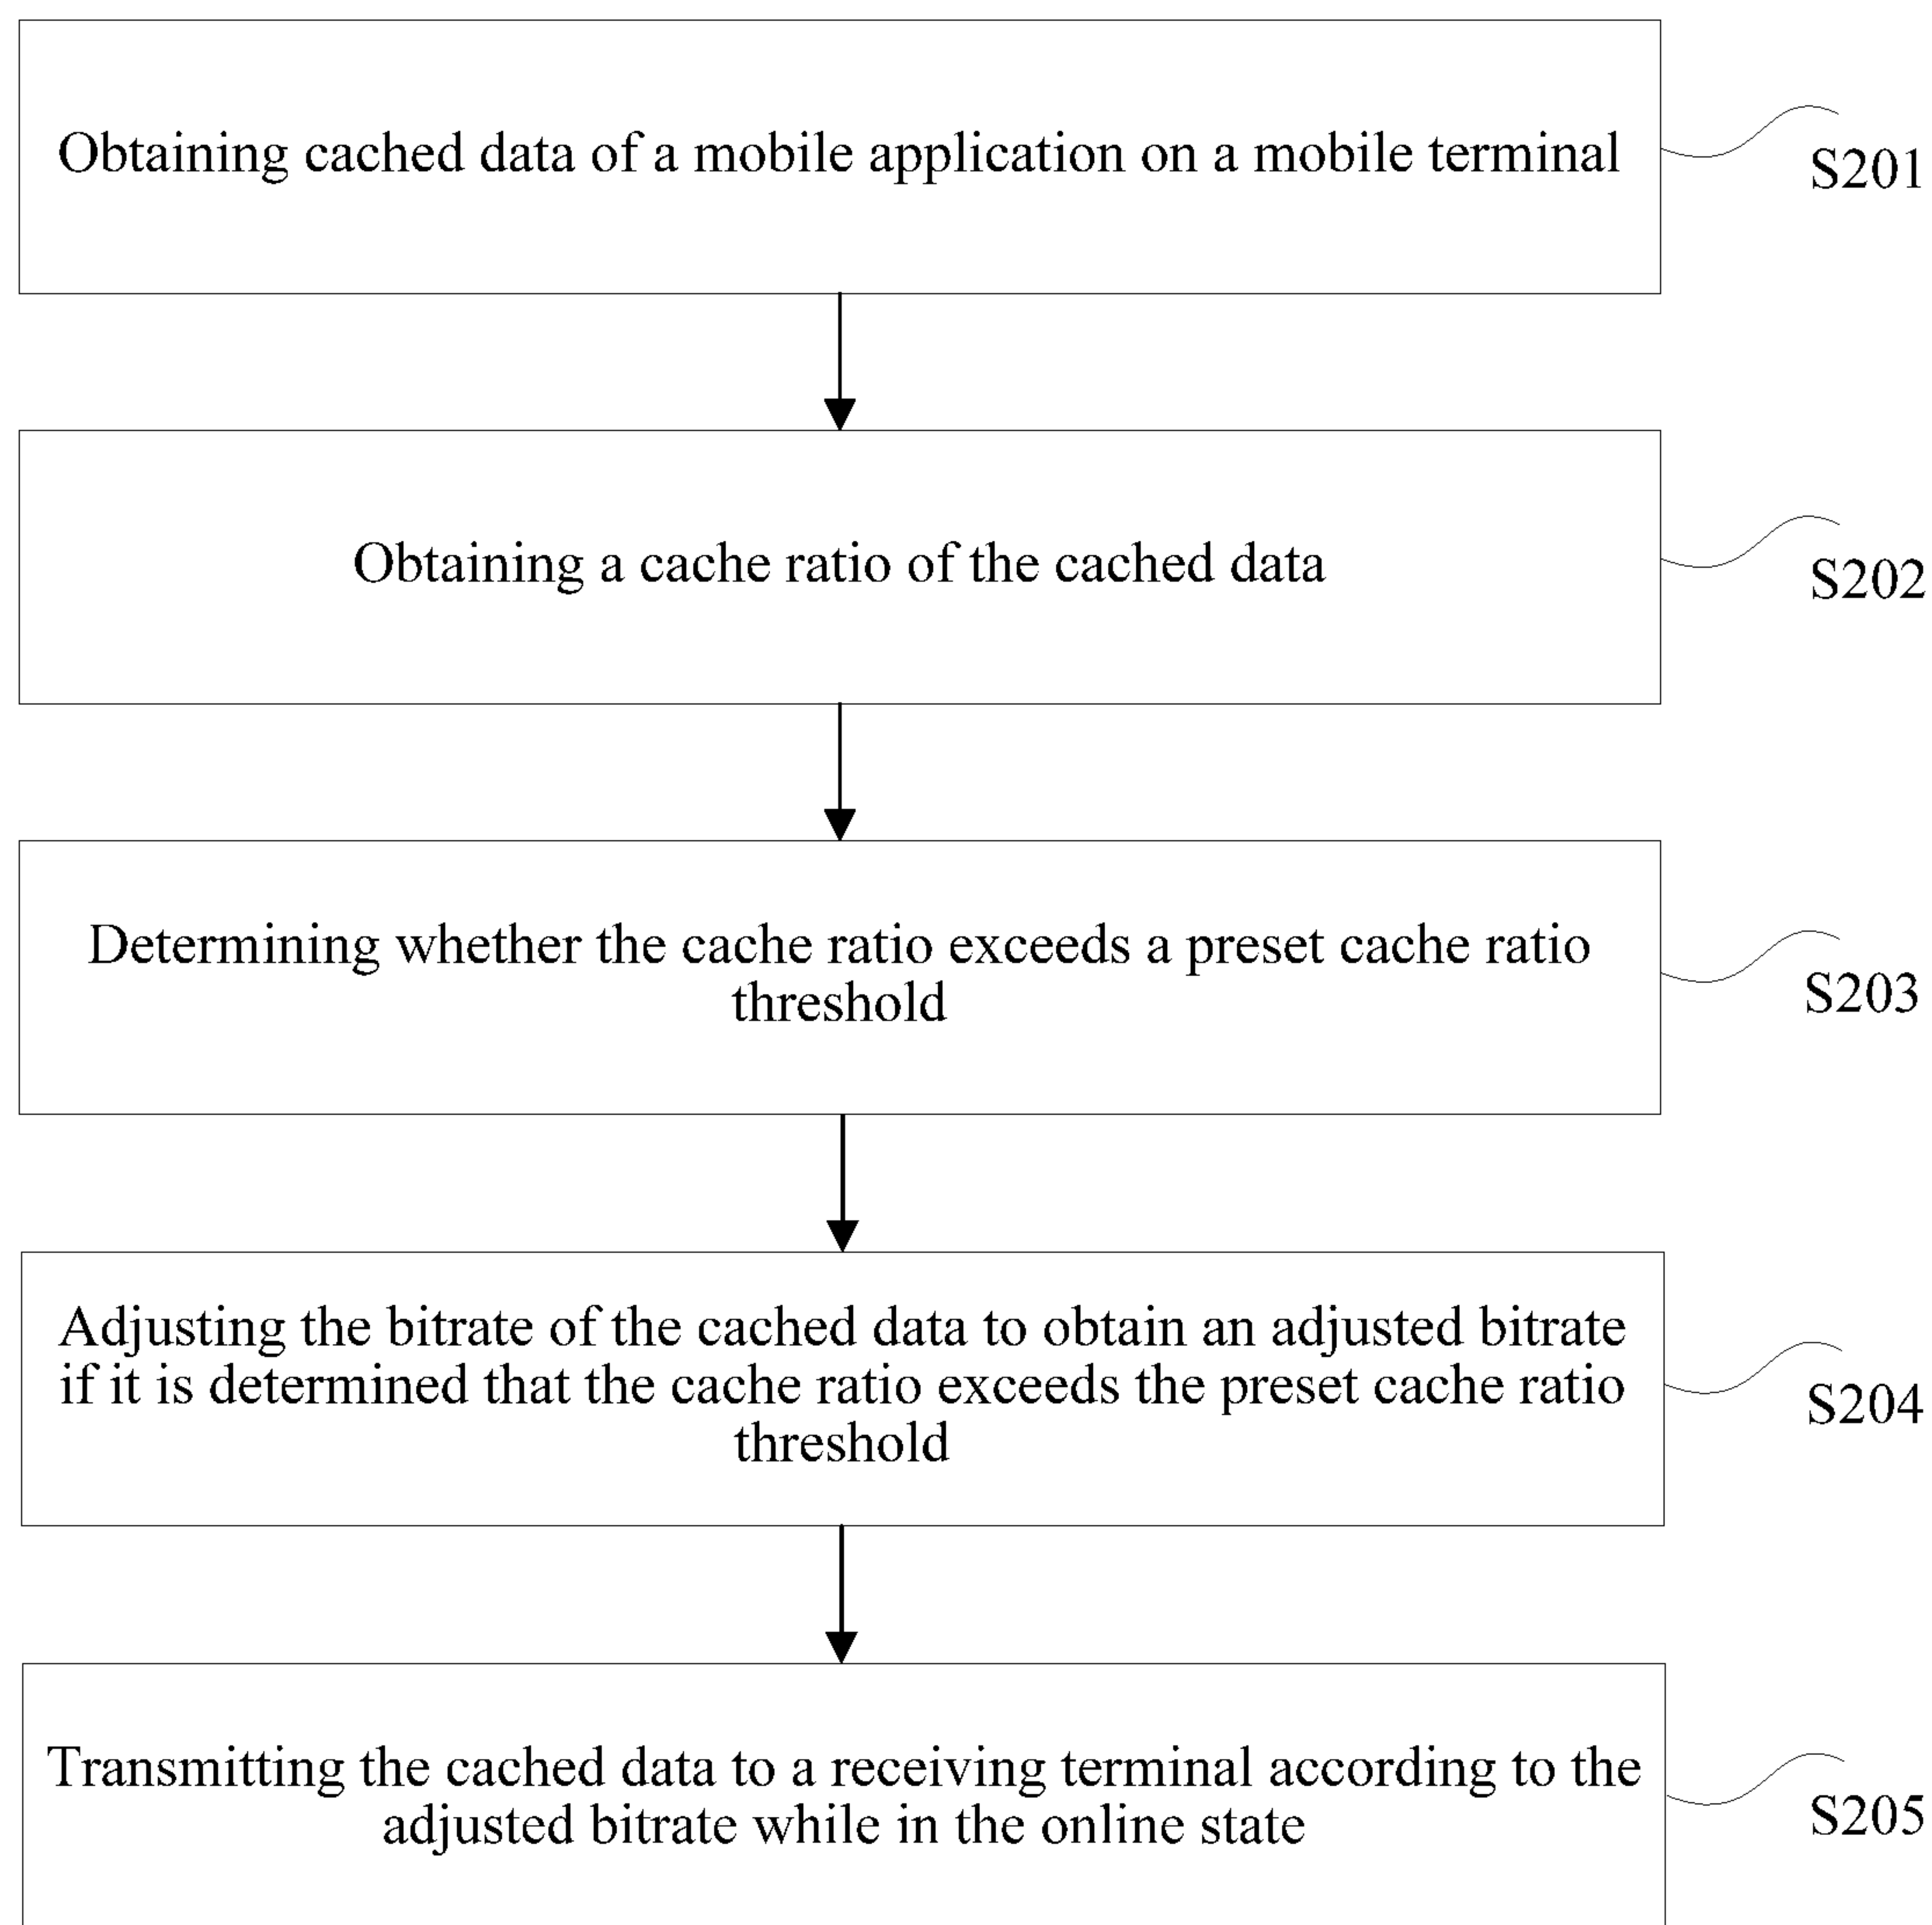 Obtaining cached data of a mobile application on a mobile terminal
S201
Obtaining a cache ratio of the cached data
S202
Determining whether the cache ratio exceeds a preset cache ratio
threshold
S203
Adjusting the bitrate of the cached data to obtain an adjusted bitrate
if it is determined that the cache ratio exceeds the preset cache ratio
threshold
S204
Transmitting the cached data to a receiving terminal according to the
adjusted bitrate while in the online state
S205